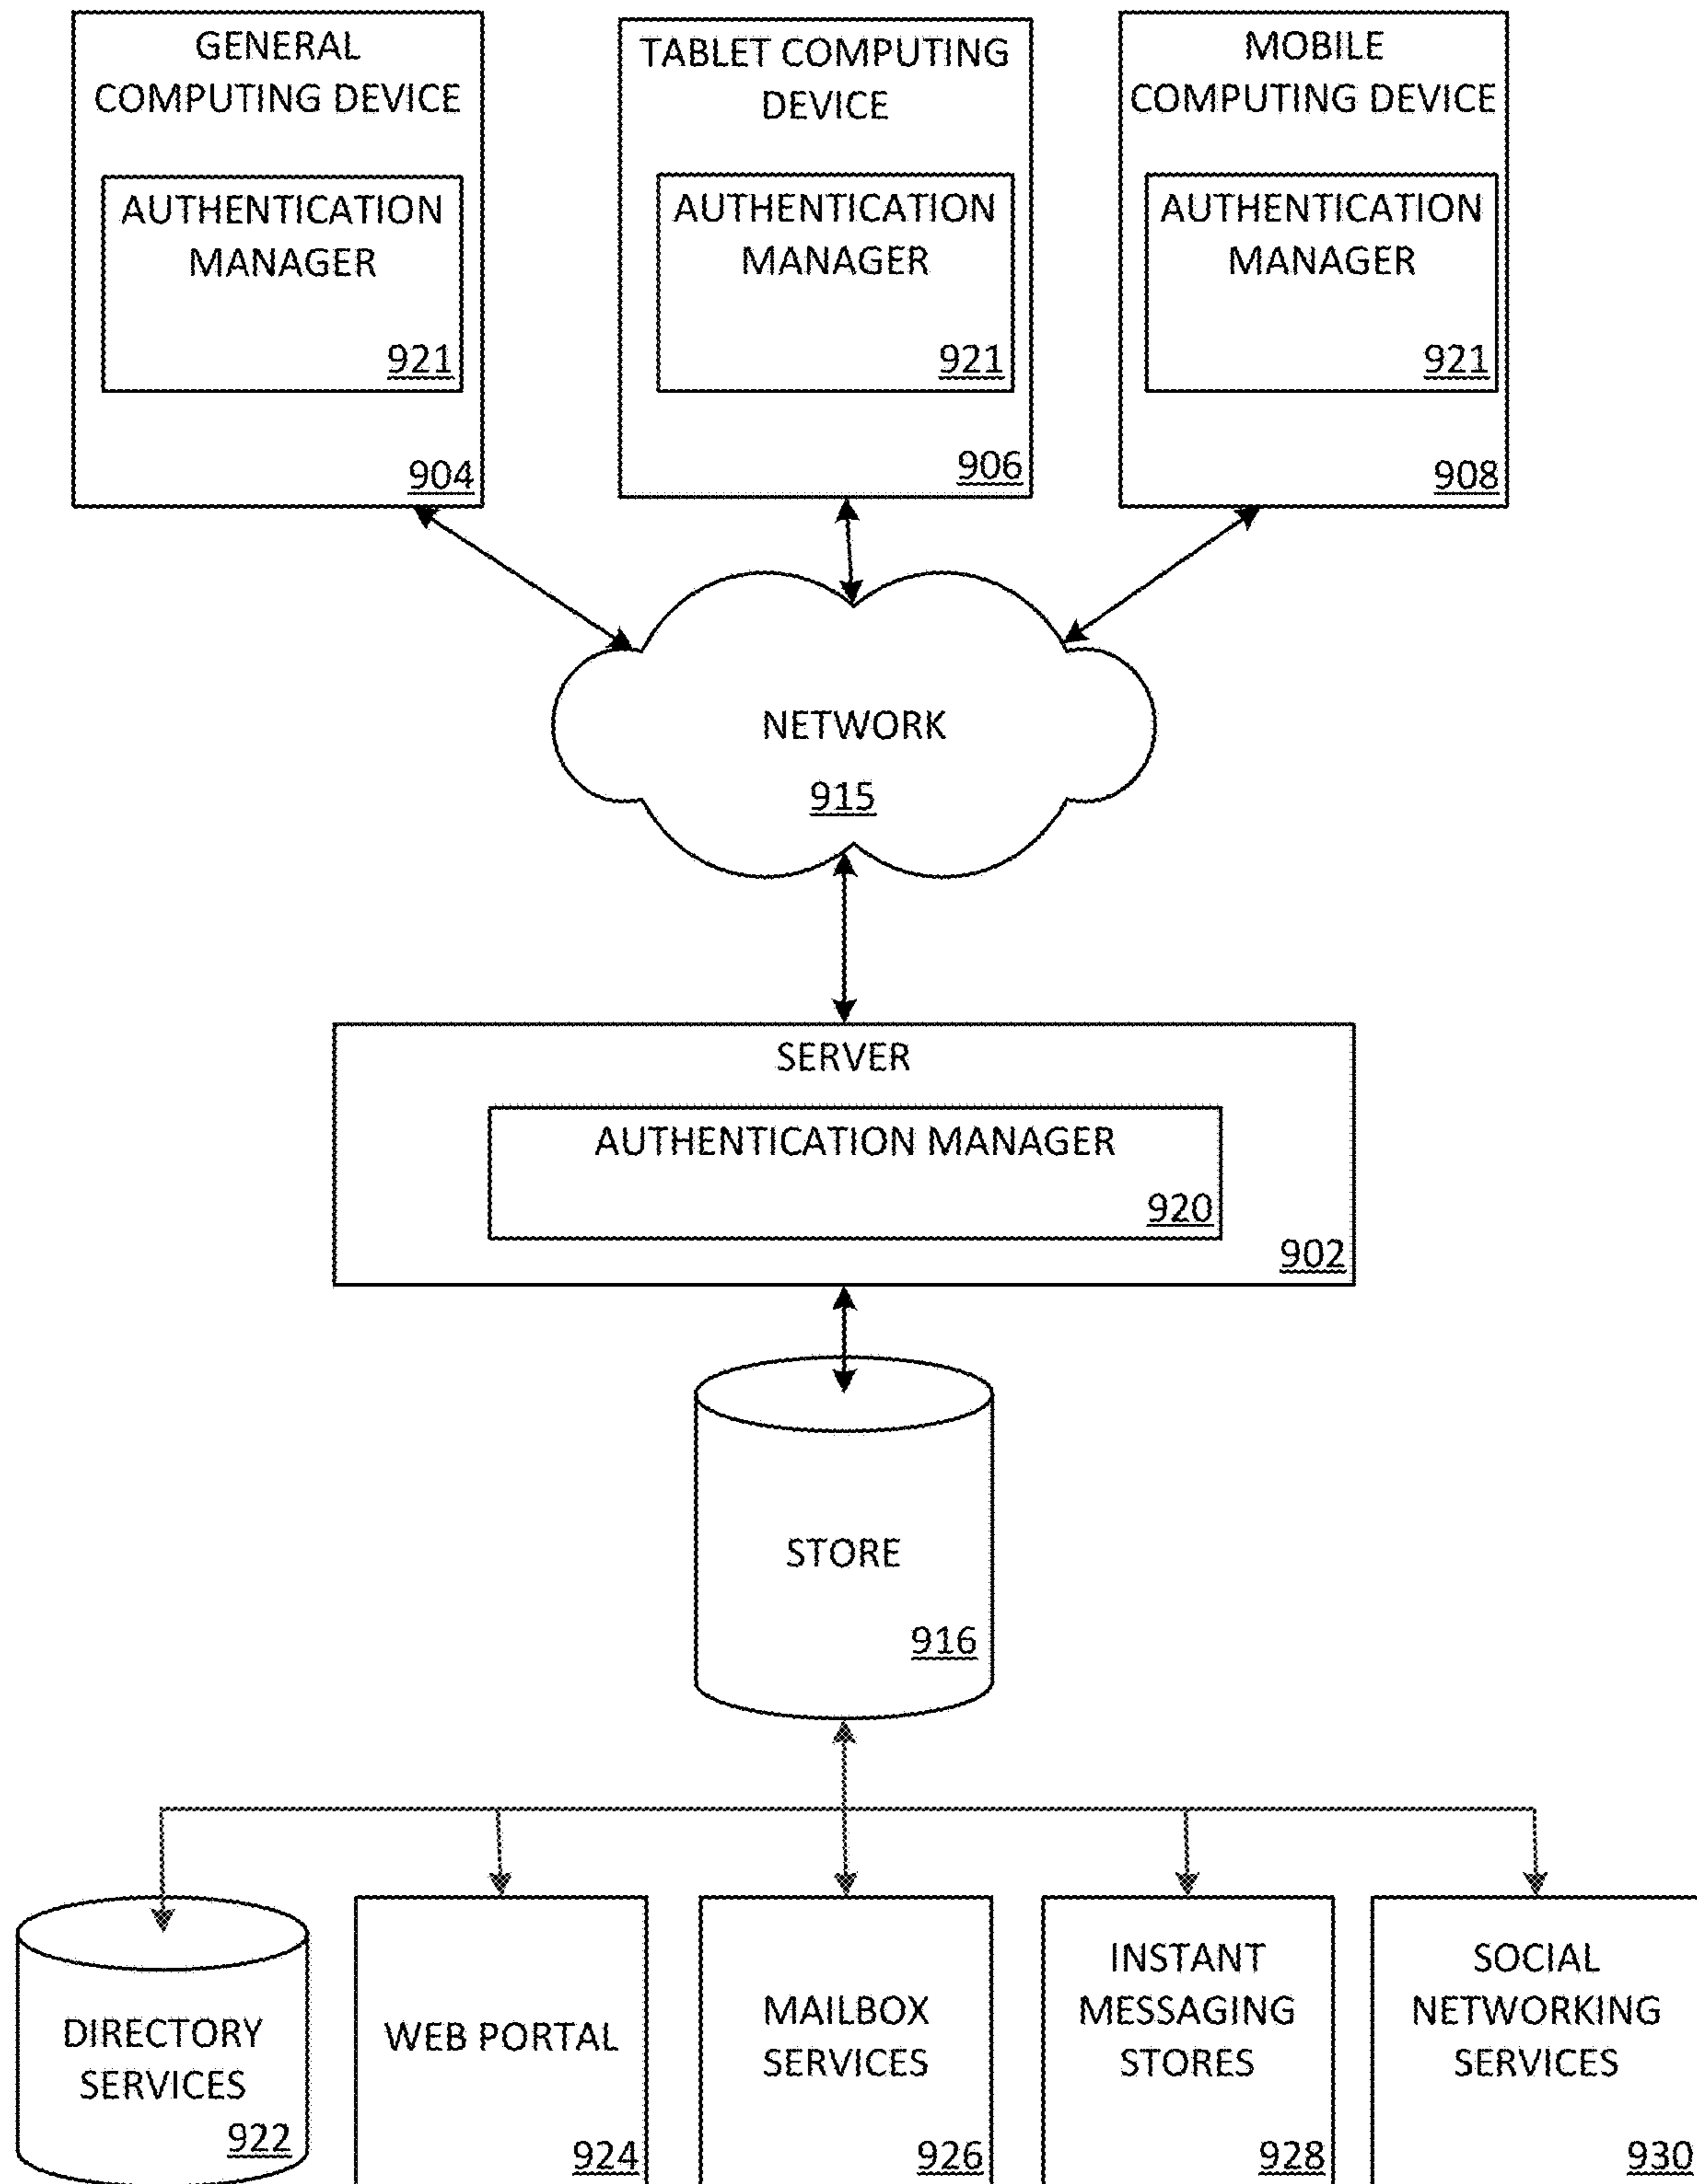 GENERAL
COMPUTING DEVICE
AUTHENTICATION
MANAGER
921
904
TABLET COMPUTING
DEVICE
AUTHENTICATION
MANAGER
921
906
MOBILE
COMPUTING DEVICE
AUTHENTICATION
MANAGER
921
908
NETWORK
915
SERVER
AUTHENTICATION MANAGER
920
902
STORE
916
DIRECTORY
SERVICES
922
WEB PORTAL
924
MAILBOX
SERVICES
926
INSTANT
MESSAGING
STORES
928
SOCIAL
NETWORKING
SERVICES
930